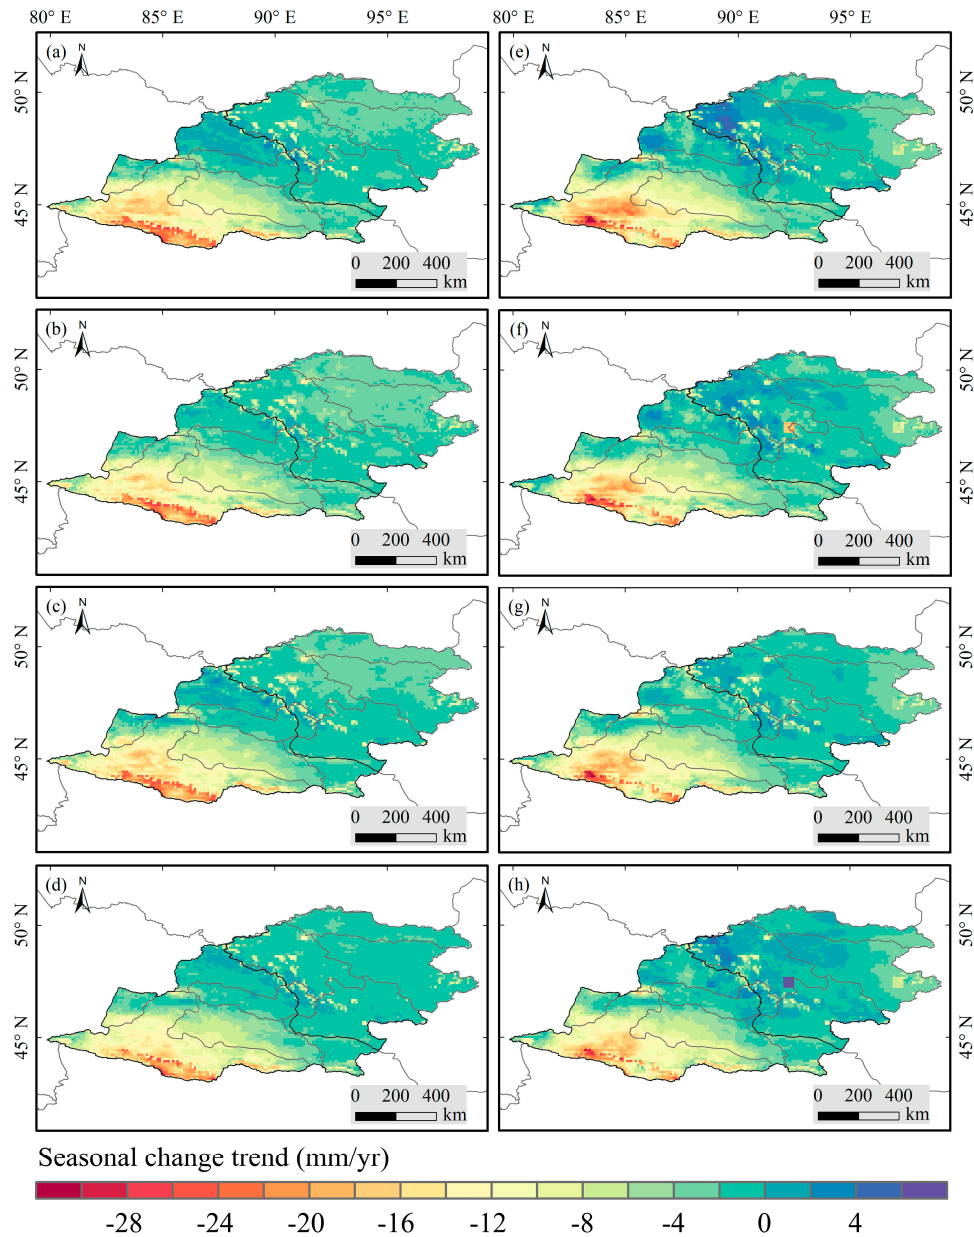 80° E 85° E 90° E 95° E 80° E 85° E 90° E 95° E
(a) N 50° N 45° N 0 200 400 km
(e) N 50° N 45° N 0 200 400 km
(b) N 50° N 45° N 0 200 400 km
(f) N 50° N 45° N 0 200 400 km
(c) N 50° N 45° N 0 200 400 km
(g) N 50° N 45° N 0 200 400 km
(d) N 50° N 45° N 0 200 400 km
(h) N 50° N 45° N 0 200 400 km
Seasonal change trend (mm/yr)
-28 -24 -20 -16 -12 -8 -4 0 4